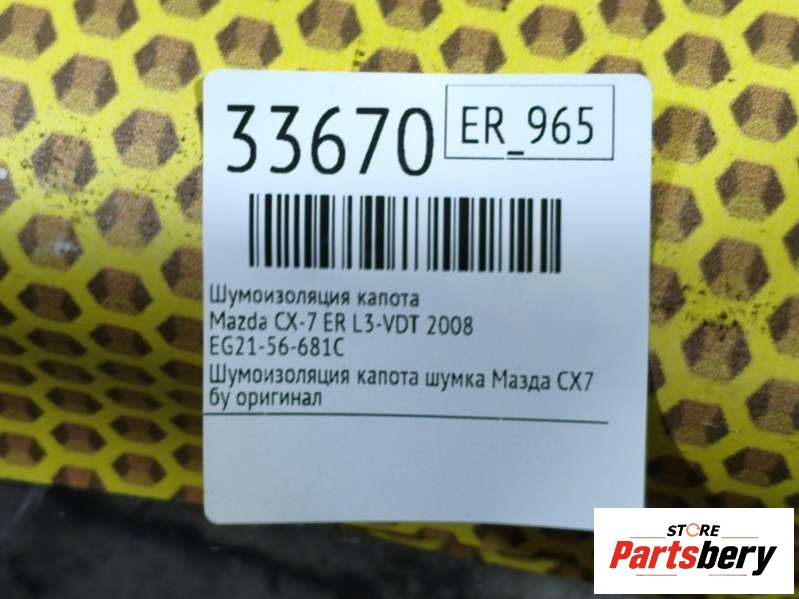 33670
ER_965
Шумоизоляция капота
Mazda CX-7 ER L3-VDT 2008
EG21-56-681C
Шумоизоляция капота шумка Мазда СХ7
бу оригинал
STORE
Partsbery